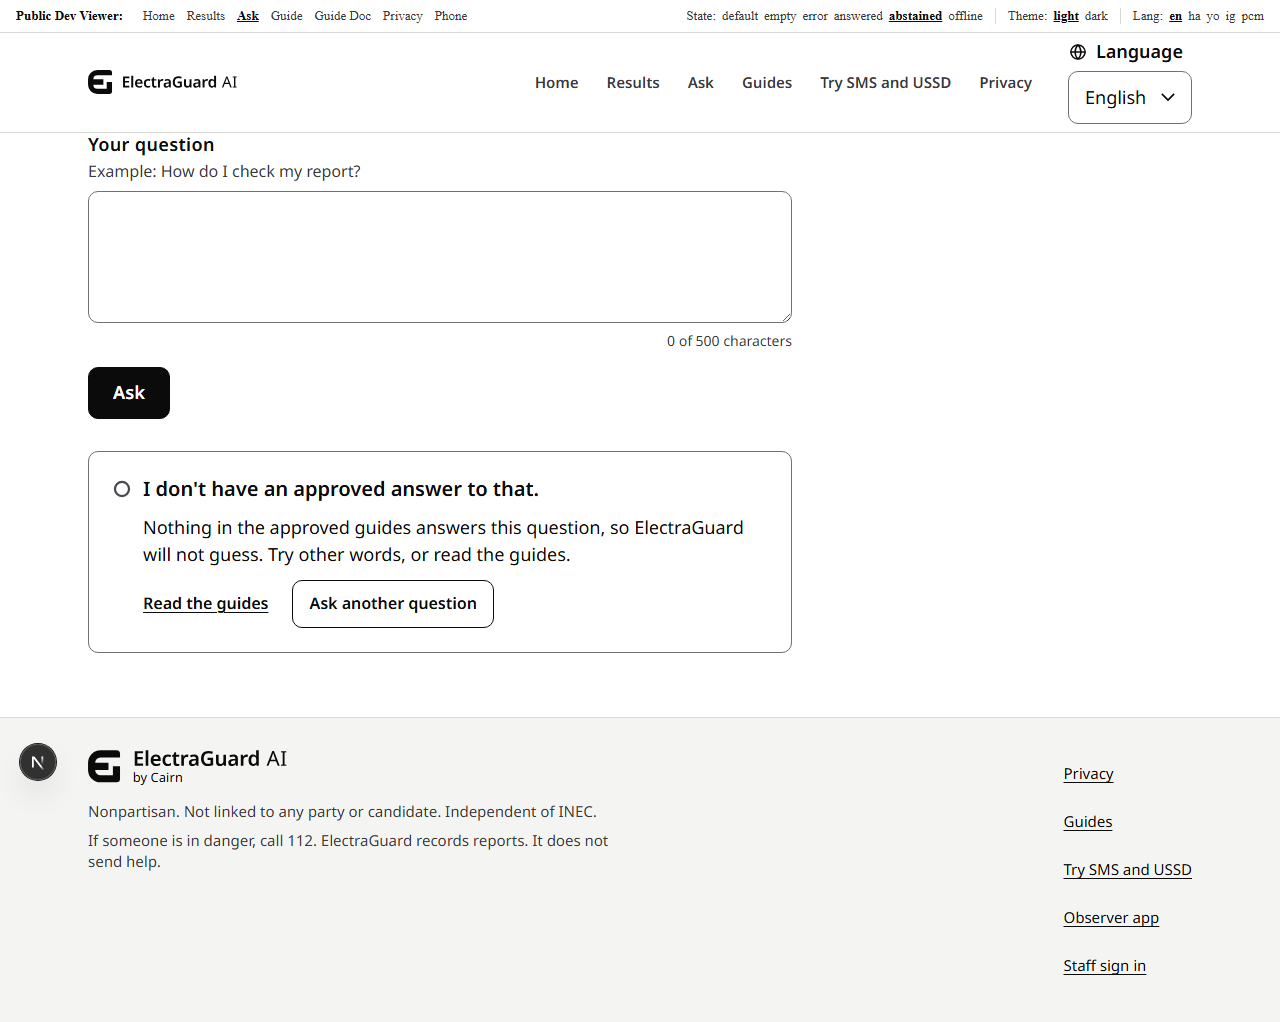 Public Dev Viewer: Home Results Ask Guide Guide Doc Privacy Phone State: default empty error answered abstained offline Theme: light dark Lang: en ha yo ig pcm
ElectraGuard AI Home Results Ask Guides Try SMS and USSD Privacy
Language
English
Your question
Example: How do I check my report?
0 of 500 characters
Ask
I don't have an approved answer to that.
Nothing in the approved guides answers this question, so ElectraGuard
will not guess. Try other words, or read the guides.
Read the guides Ask another question
N
ElectraGuard AI
by Cairn
Nonpartisan. Not linked to any party or candidate. Independent of INEC.
If someone is in danger, call 112. ElectraGuard records reports. It does not
send help.
Privacy
Guides
Try SMS and USSD
Observer app
Staff sign in